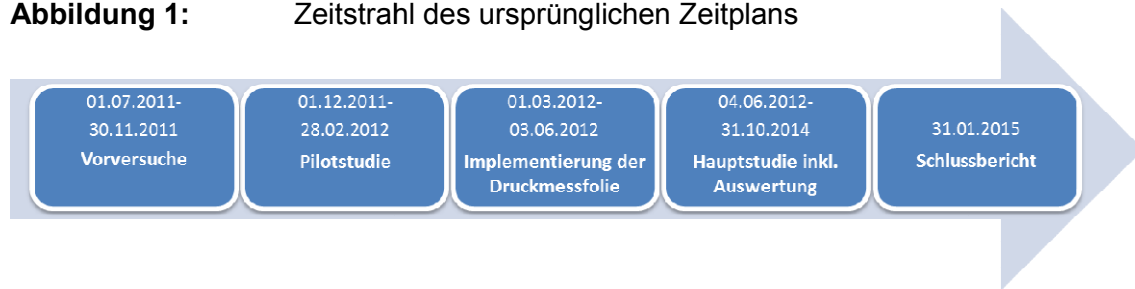 Abbildung 1: Zeitstrahl des ursprünglichen Zeitplans
01.07.2011-
30.11.2011
Vorversuche
01.12.2011-
28.02.2012
Pilotstudie
01.03.2012-
03.06.2012
Implementierung der
Druckmessfolie
04.06.2012-
31.10.2014
Hauptstudie inkl.
Auswertung
31.01.2015
Schlussbericht